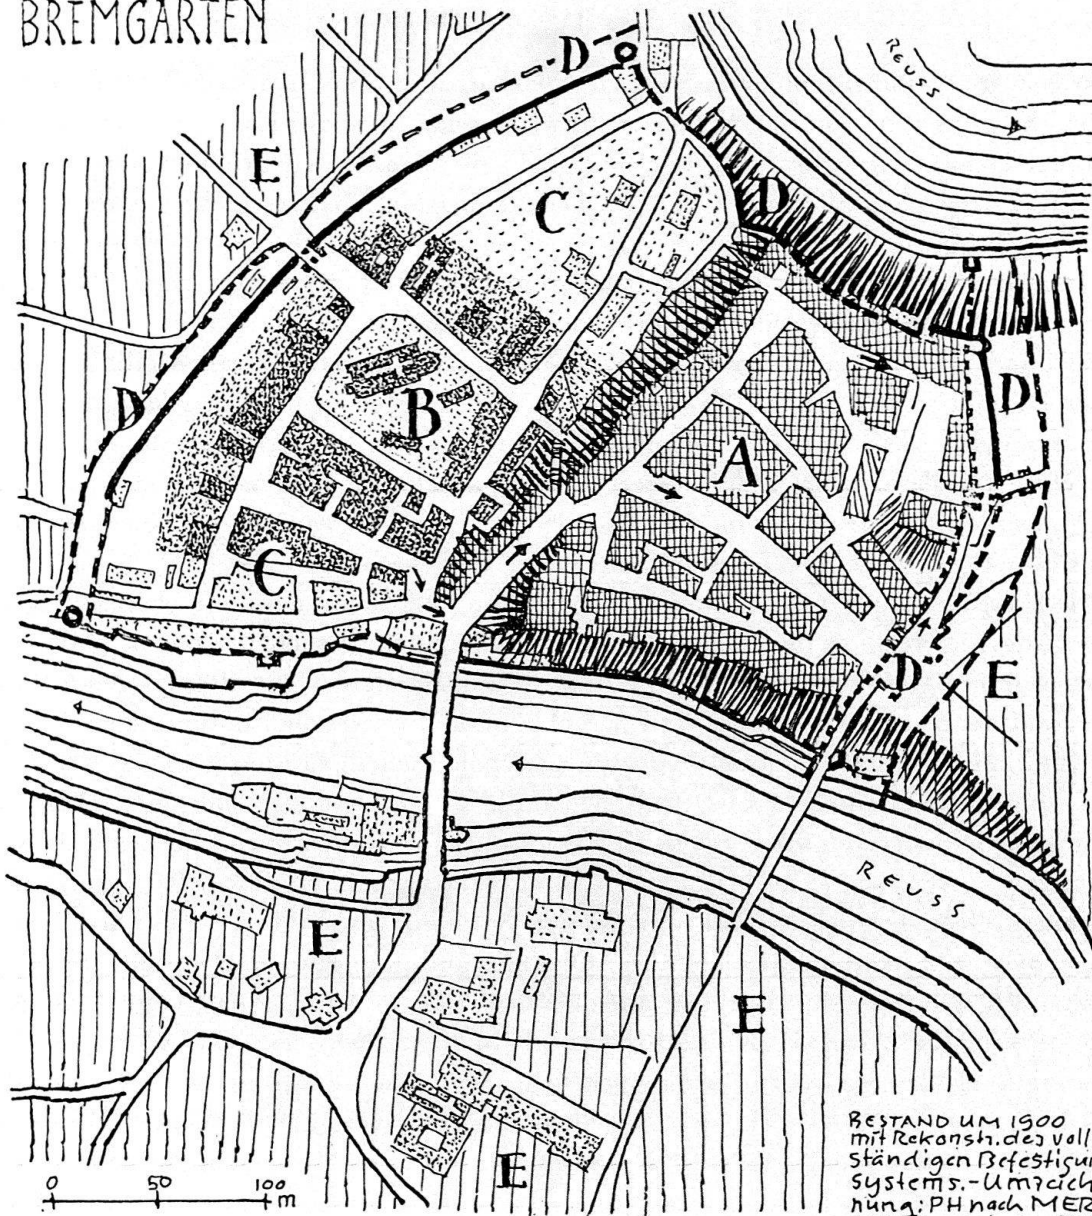 BREMGARTEN
D
REUSS
E
C
D
D
D
B
A
C
D
E
REUSS
E
E
E
0 50 100 m
BESTAND UM 1900
mit Rekonstr. des voll
ständigen Befestigun
Systems.-Umzeich
nung: PH nach